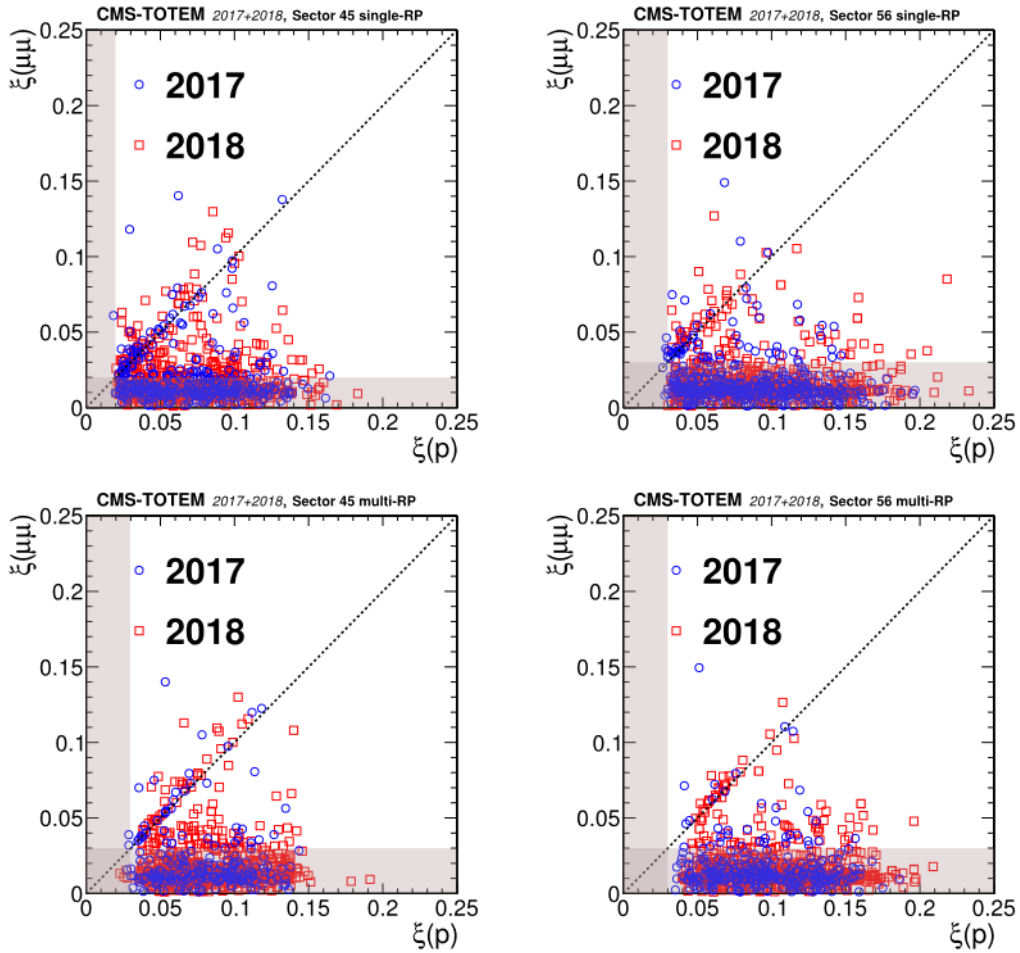 CMS-TOTEM 2017+2018, Sector 45 single-RP
ξ(μμ)
0.25
0.2
0.15
0.1
0.05
0
2017
2018
0 0.05 0.1 0.15 0.2 0.25
ξ(p)
CMS-TOTEM 2017+2018, Sector 56 single-RP
ξ(μμ)
0.25
0.2
0.15
0.1
0.05
0
2017
2018
0 0.05 0.1 0.15 0.2 0.25
ξ(p)
CMS-TOTEM 2017+2018, Sector 45 multi-RP
ξ(μμ)
0.25
0.2
0.15
0.1
0.05
0
2017
2018
0 0.05 0.1 0.15 0.2 0.25
ξ(p)
CMS-TOTEM 2017+2018, Sector 56 multi-RP
ξ(μμ)
0.25
0.2
0.15
0.1
0.05
0
2017
2018
0 0.05 0.1 0.15 0.2 0.25
ξ(p)